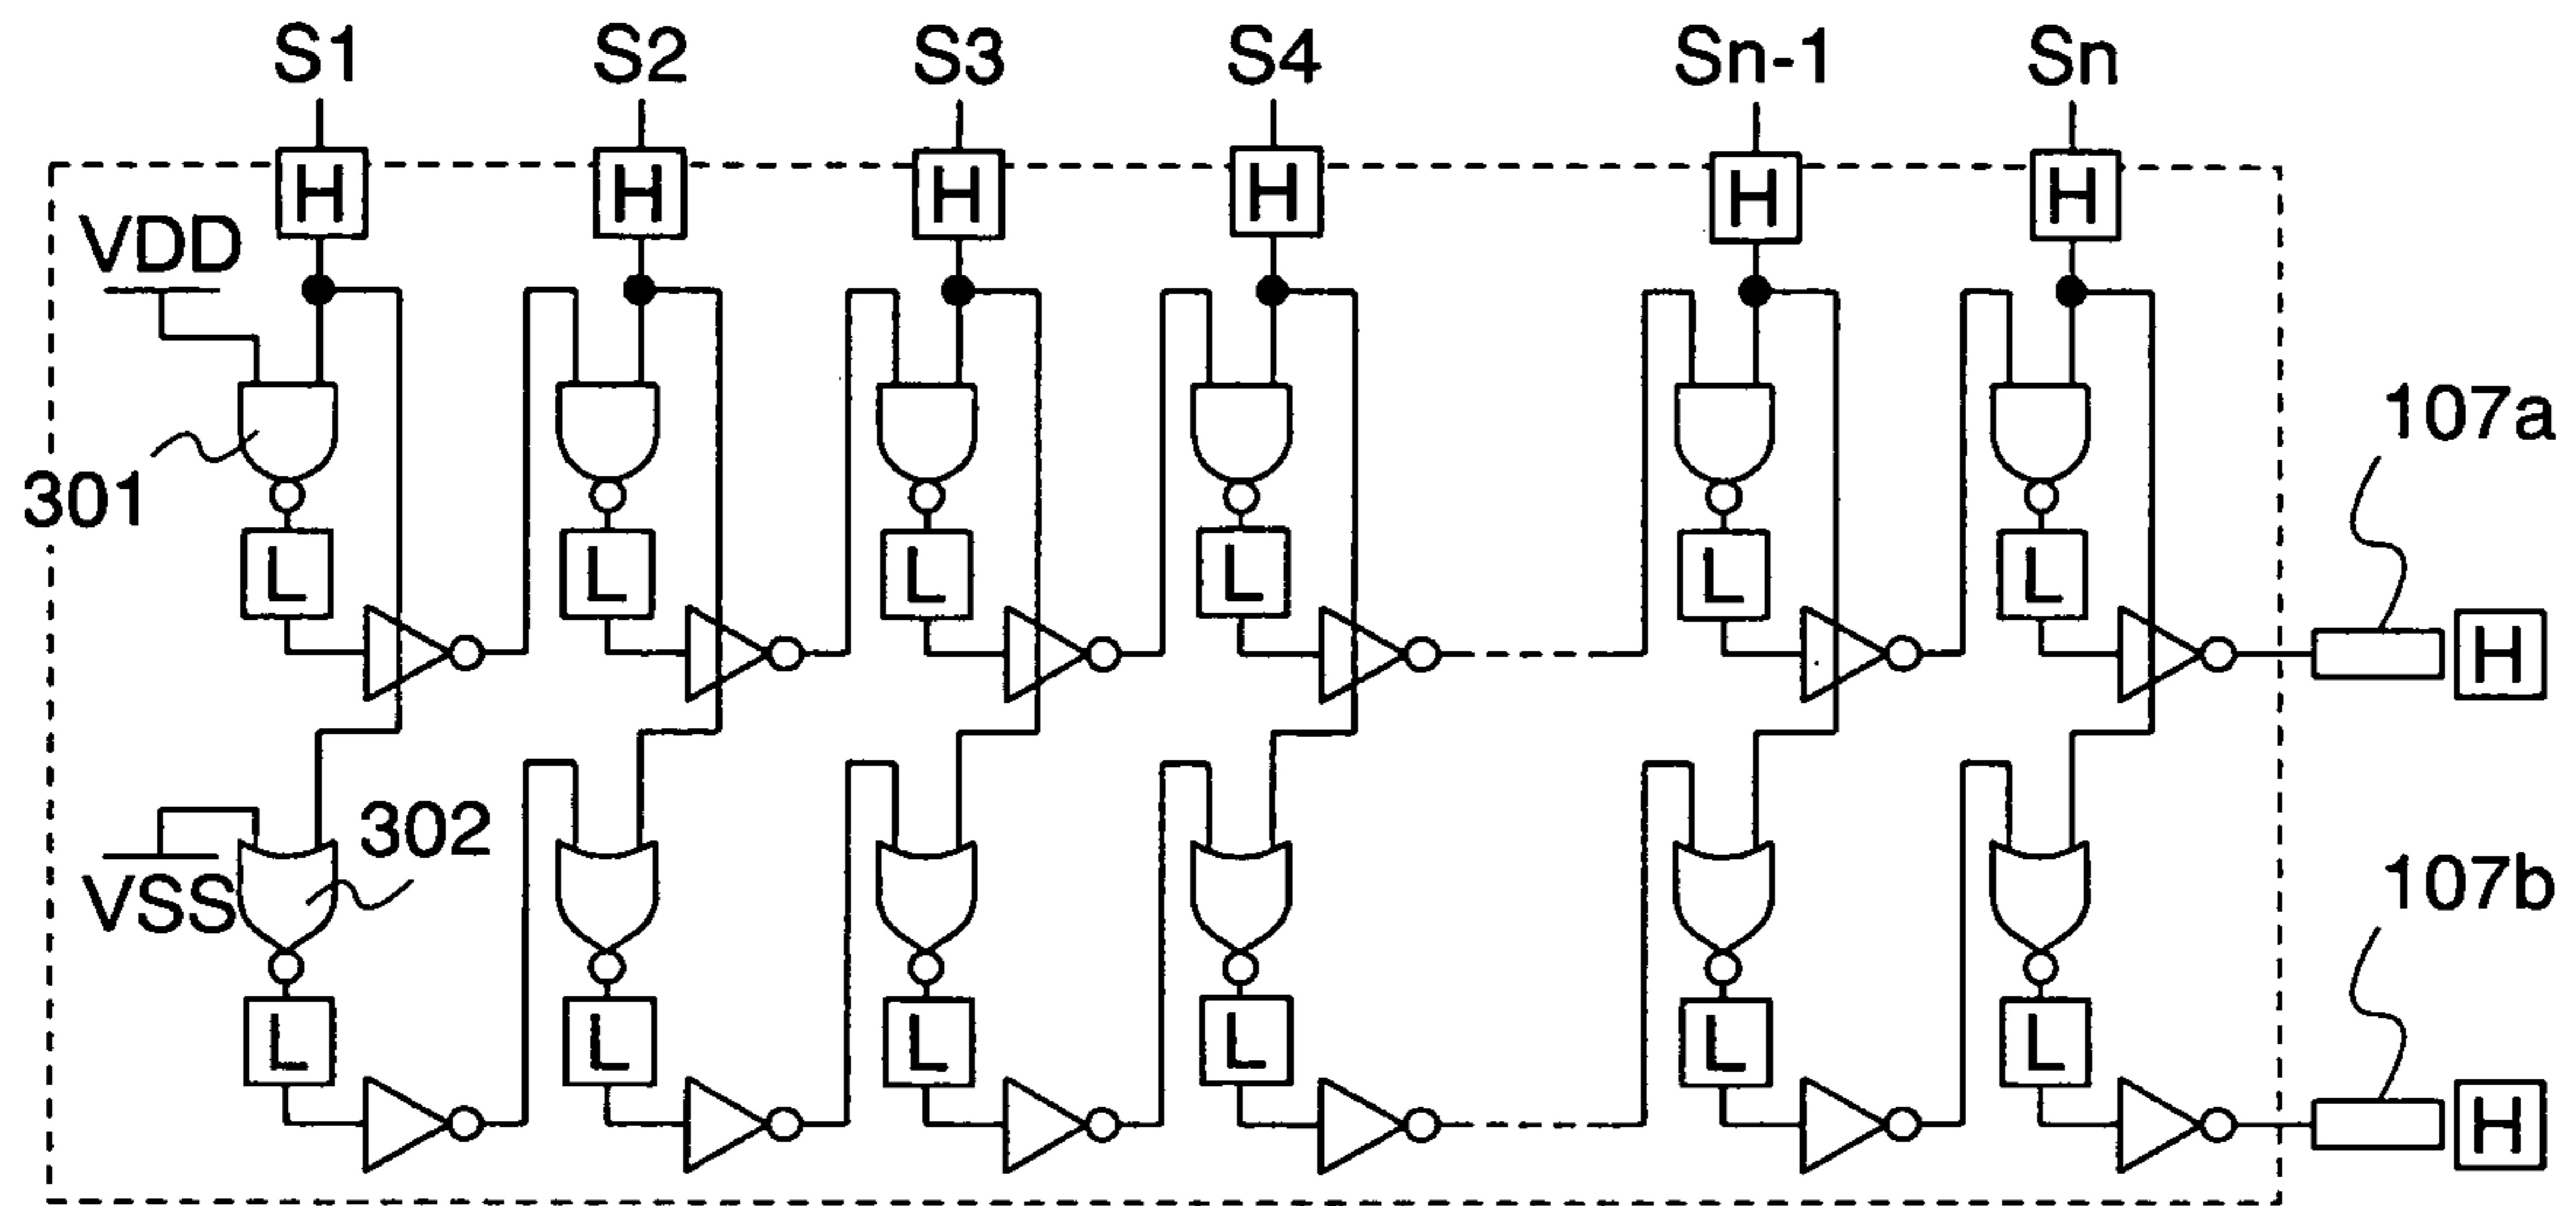 S1 S2 S3 S4 Sn-1 Sn
H H H H H H
VDD
107a
301
L L L L L L
H
302
VSS
107b
L L L L L L
H